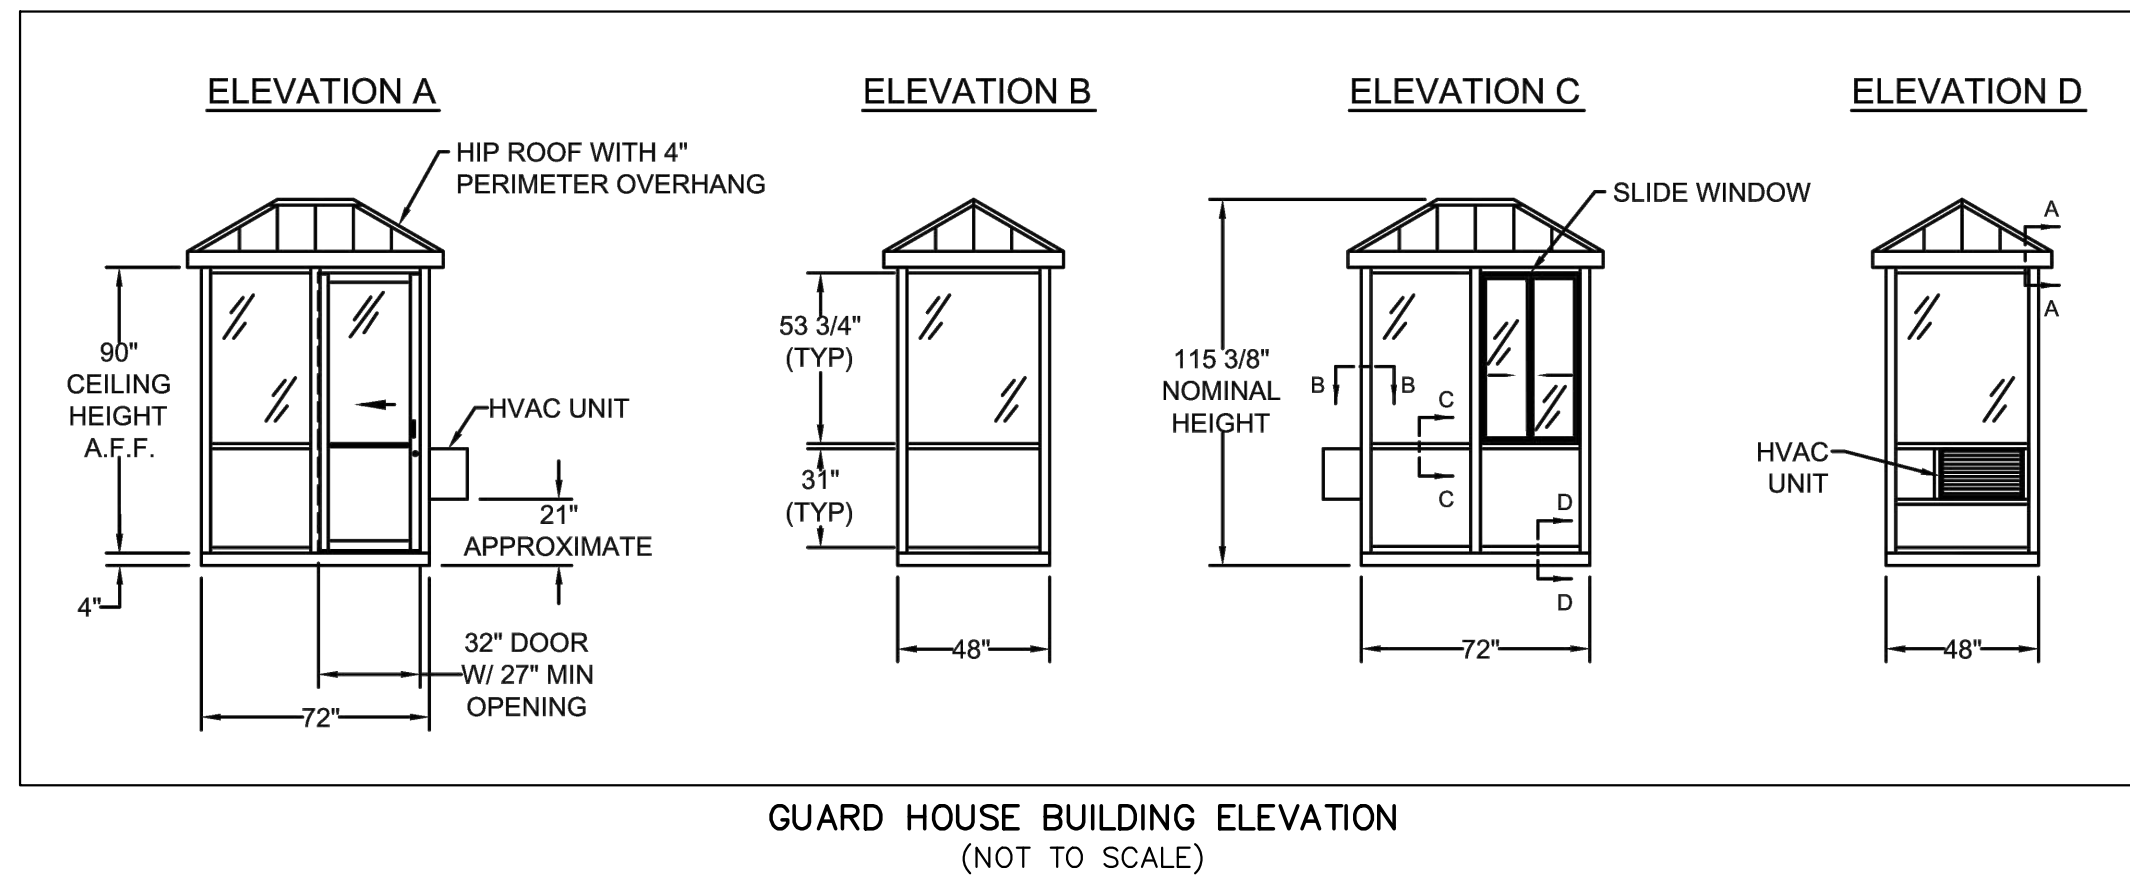 ELEVATION A
HIP ROOF WITH 4"
PERIMETER OVERHANG
90"
CEILING
HEIGHT
A.F.F.
HVAC UNIT
21"
APPROXIMATE
4"
32" DOOR
W/ 27" MIN
OPENING
72"
ELEVATION B
53 3/4"
(TYP)
31"
(TYP)
48"
ELEVATION C
SLIDE WINDOW
115 3/8"
NOMINAL
HEIGHT
B
B
C
C
D
D
72"
ELEVATION D
A
A
HVAC
UNIT
48"
GUARD HOUSE BUILDING ELEVATION
(NOT TO SCALE)